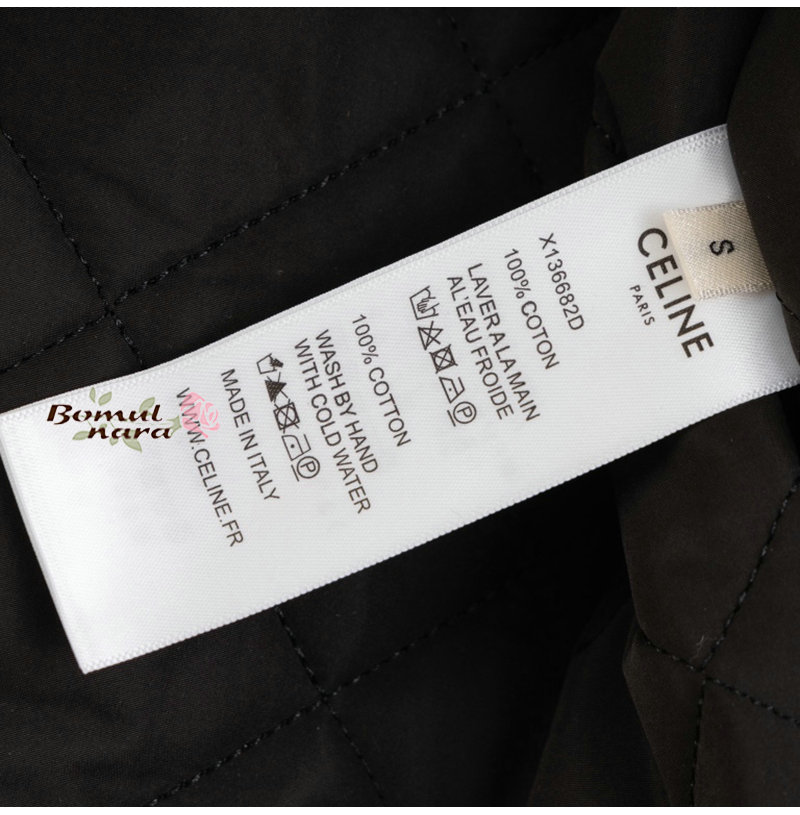 CELINE
PARIS
S
X136682D
100% COTON
LAVER A LA MAIN
AL'EAU FROIDE
P
100% COTTON
WASH BY HAND
WITH COLD WATER
P
MADE IN ITALY
WWW.CELINE.FR
Bomul
nara